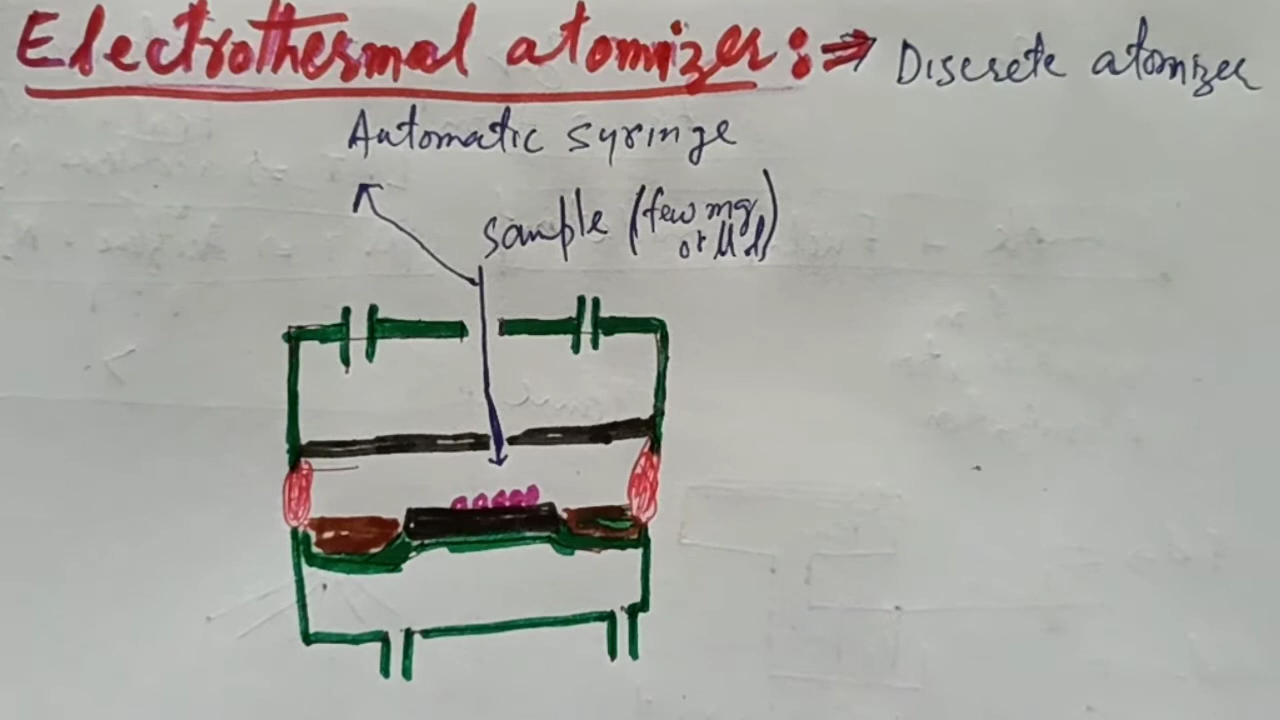 Electrothermal atomizer :⇒ Discrete atomizer
Automatic syringe
sample (few mg
or μl)